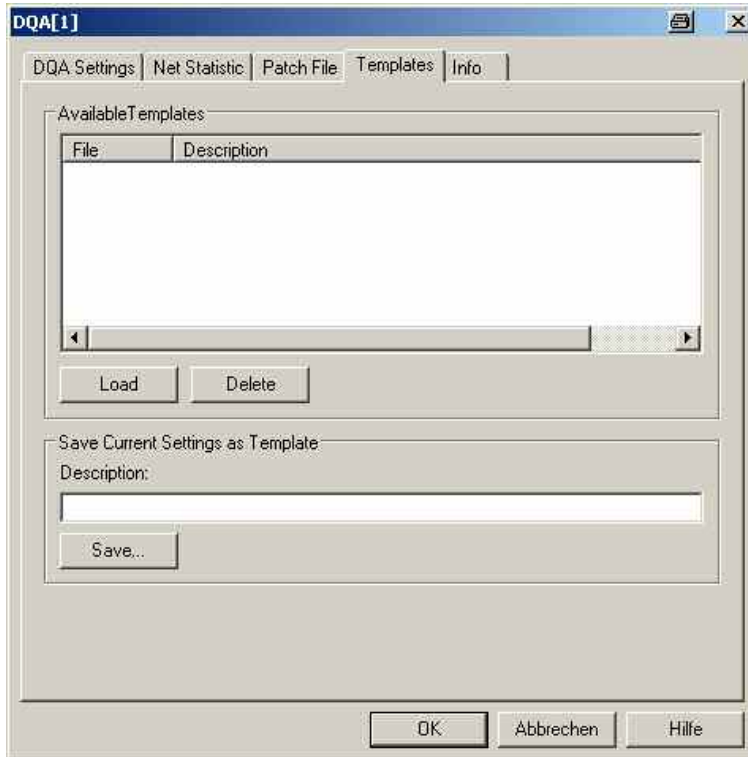 DQA[1]
DQA Settings Net Statistic Patch File Templates Info
AvailableTemplates
File Description
Load Delete
Save Current Settings as Template
Description:
Save...
OK Abbrechen Hilfe